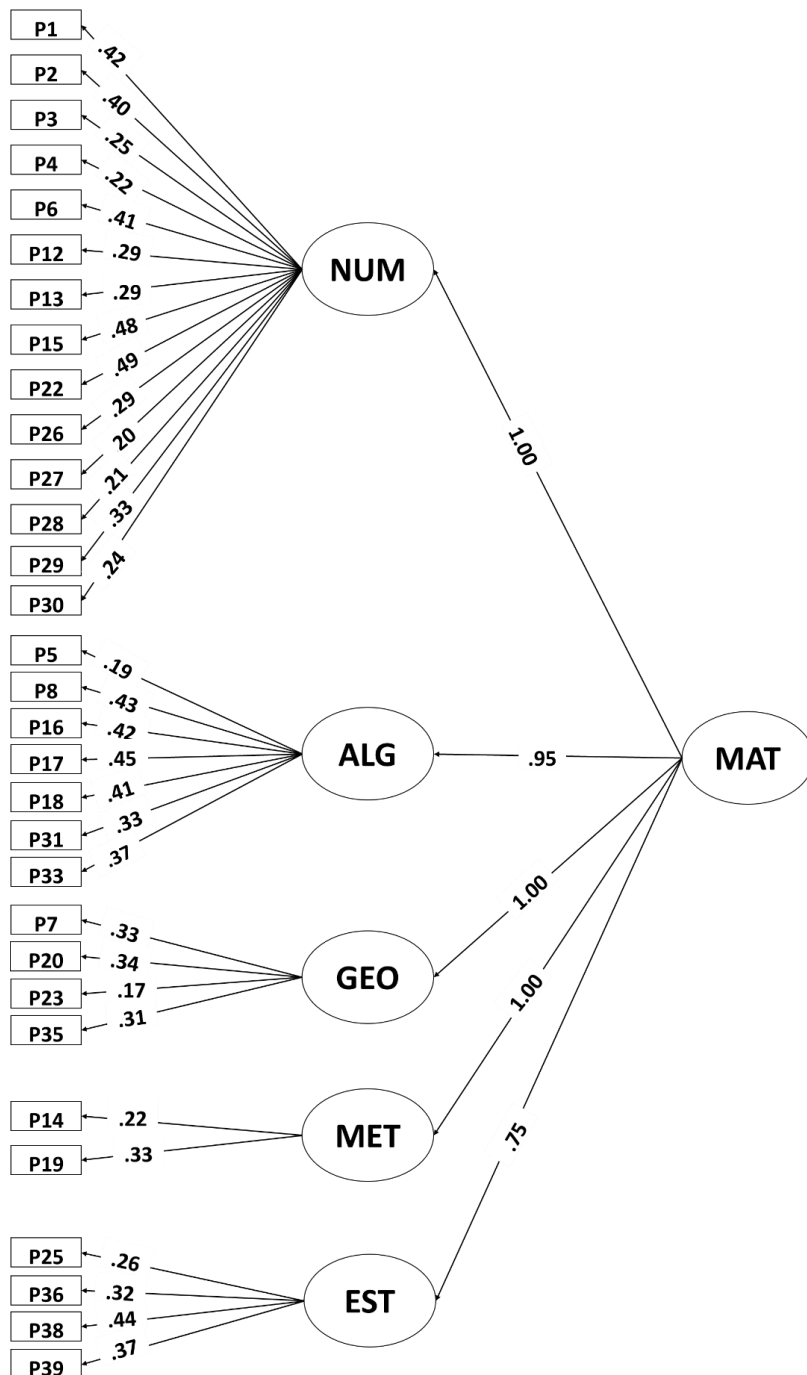 P1
.42
P2
.40
P3
.25
P4
.22
P6
.41
P12
.29
P13
.29
P15
.48
P22
.49
P26
.29
P27
20
P28
.21
P29
.33
P30
.24
NUM
1.00
P5
.19
P8
.43
P16
.42
P17
.45
P18
.41
P31
.33
P33
.37
ALG
.95
MAT
P7
.33
P20
.34
P23
.17
P35
.31
GEO
1.00
P14
.22
P19
.33
MET
1.00
P25
.26
P36
.32
P38
.44
P39
.37
EST
.75